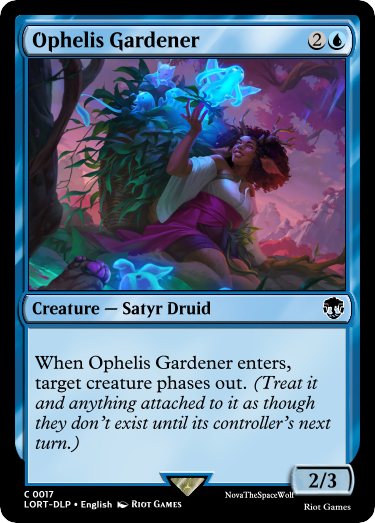 Ophelis Gardener 2
Creature — Satyr Druid
When Ophelis Gardener enters,
target creature phases out. (Treat it
and anything attached to it as though
they don't exist until its controller's next
turn.)
2/3
C 0017
LORT-DLP • English Riot Games
NovaTheSpaceWolf
Riot Games